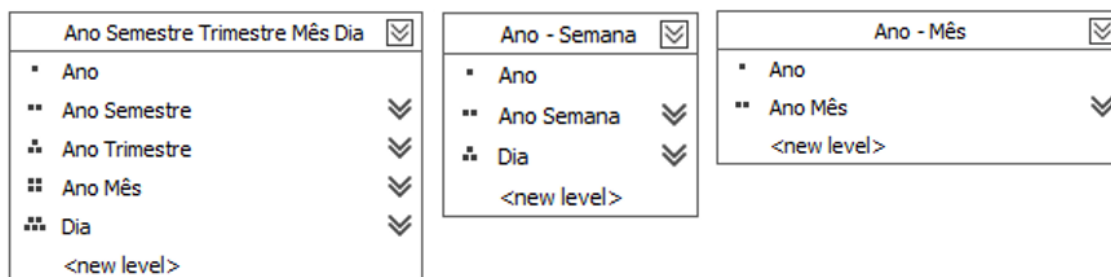 Ano Semestre Trimestre Mês Dia
Ano
Ano Semestre
Ano Trimestre
Ano Mês
Dia
<new level>
Ano - Semana
Ano
Ano Semana
Dia
<new level>
Ano - Mês
Ano
Ano Mês
<new level>